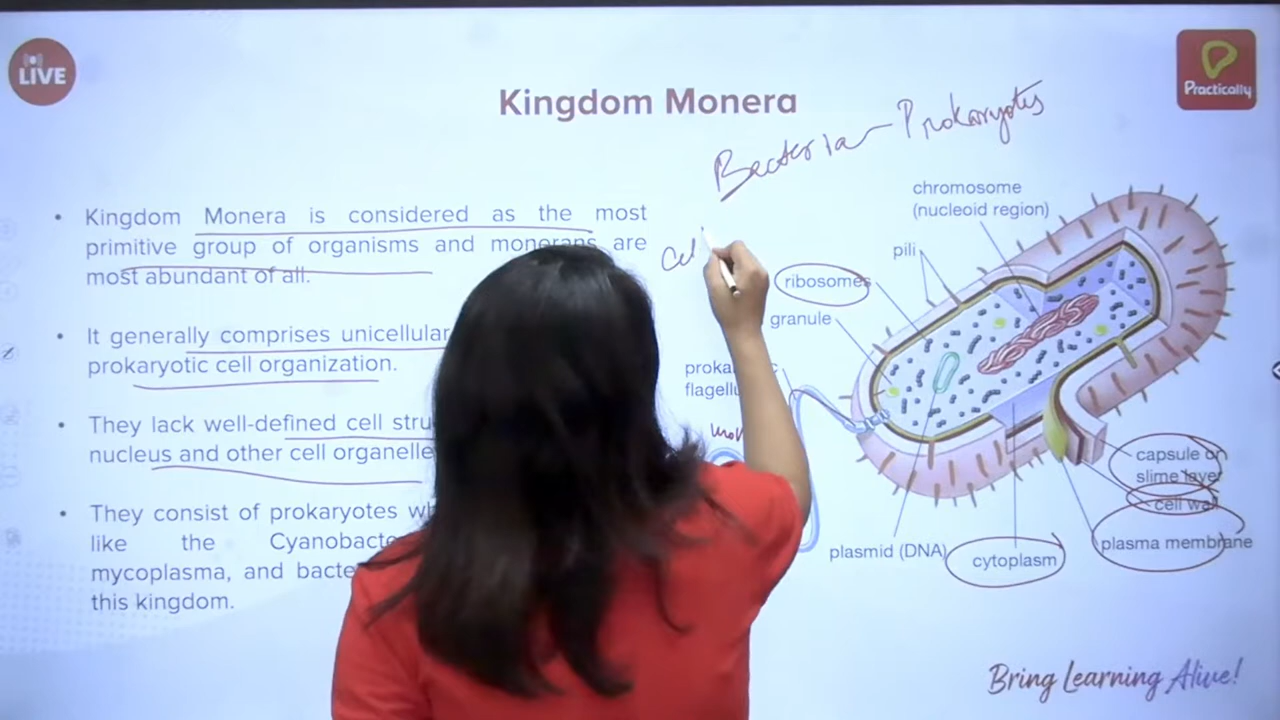 LIVE
Practically
Kingdom Monera
Bacteria - Prokaryotes
Kingdom Monera is considered as the most
primitive group of organisms and monerans are
most abundant of all.
It generally comprises unicellular
prokaryotic cell organization.
They lack well-defined cell stru
nucleus and other cell organelle
They consist of prokaryotes wh
like the Cyanobacte
mycoplasma, and bacte
this kingdom.
chromosome
(nucleoid region)
pili
ribosomes
granule
flagellu
capsule or
slime layer
cell wall
plasma membrane
plasmid (DNA)
cytoplasm
Bring Learning Alive!